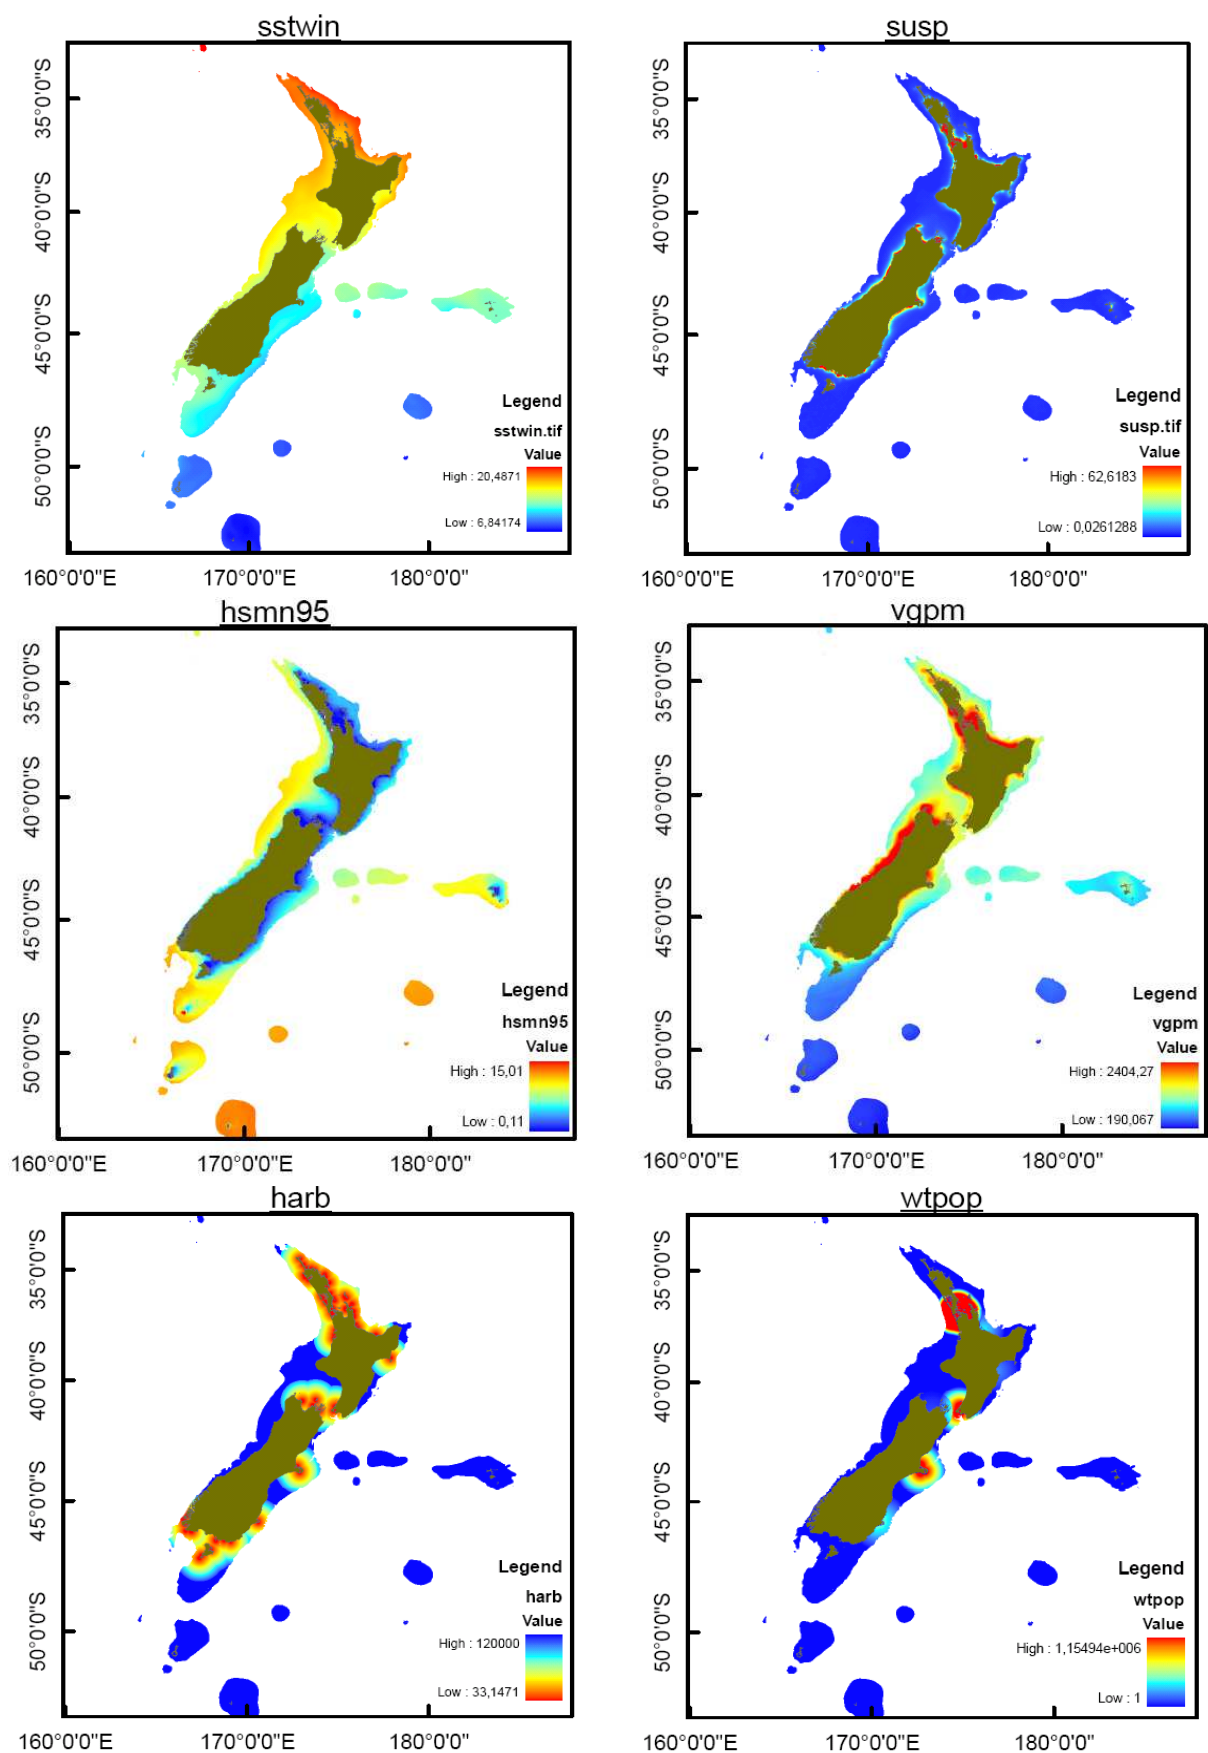 sstwin
35°0'0"S
40°0'0"S
45°0'0"S
50°0'0"S
Legend
sstwin.tif
Value
High : 20,4871
Low : 6,84174
160°0'0"E
170°0'0"E
180°0'0"
susp
35°0'0"S
40°0'0"S
45°0'0"S
50°0'0"S
Legend
susp.tif
Value
High : 62,6183
Low : 0,0261288
160°0'0"E
170°0'0"E
180°0'0"
hsmn95
35°0'0"S
40°0'0"S
45°0'0"S
50°0'0"S
Legend
hsmn95
Value
High : 15,01
Low : 0,11
160°0'0"E
170°0'0"E
180°0'0"
vgpm
35°0'0"S
40°0'0"S
45°0'0"S
50°0'0"S
Legend
vgpm
Value
High : 2404,27
Low : 190,067
160°0'0"E
170°0'0"E
180°0'0"
harb
35°0'0"S
40°0'0"S
45°0'0"S
50°0'0"S
Legend
harb
Value
High : 120000
Low : 33,1471
160°0'0"E
170°0'0"E
180°0'0"
wtpop
35°0'0"S
40°0'0"S
45°0'0"S
50°0'0"S
Legend
wtpop
Value
High : 1,15494e+006
Low : 1
160°0'0"E
170°0'0"E
180°0'0"